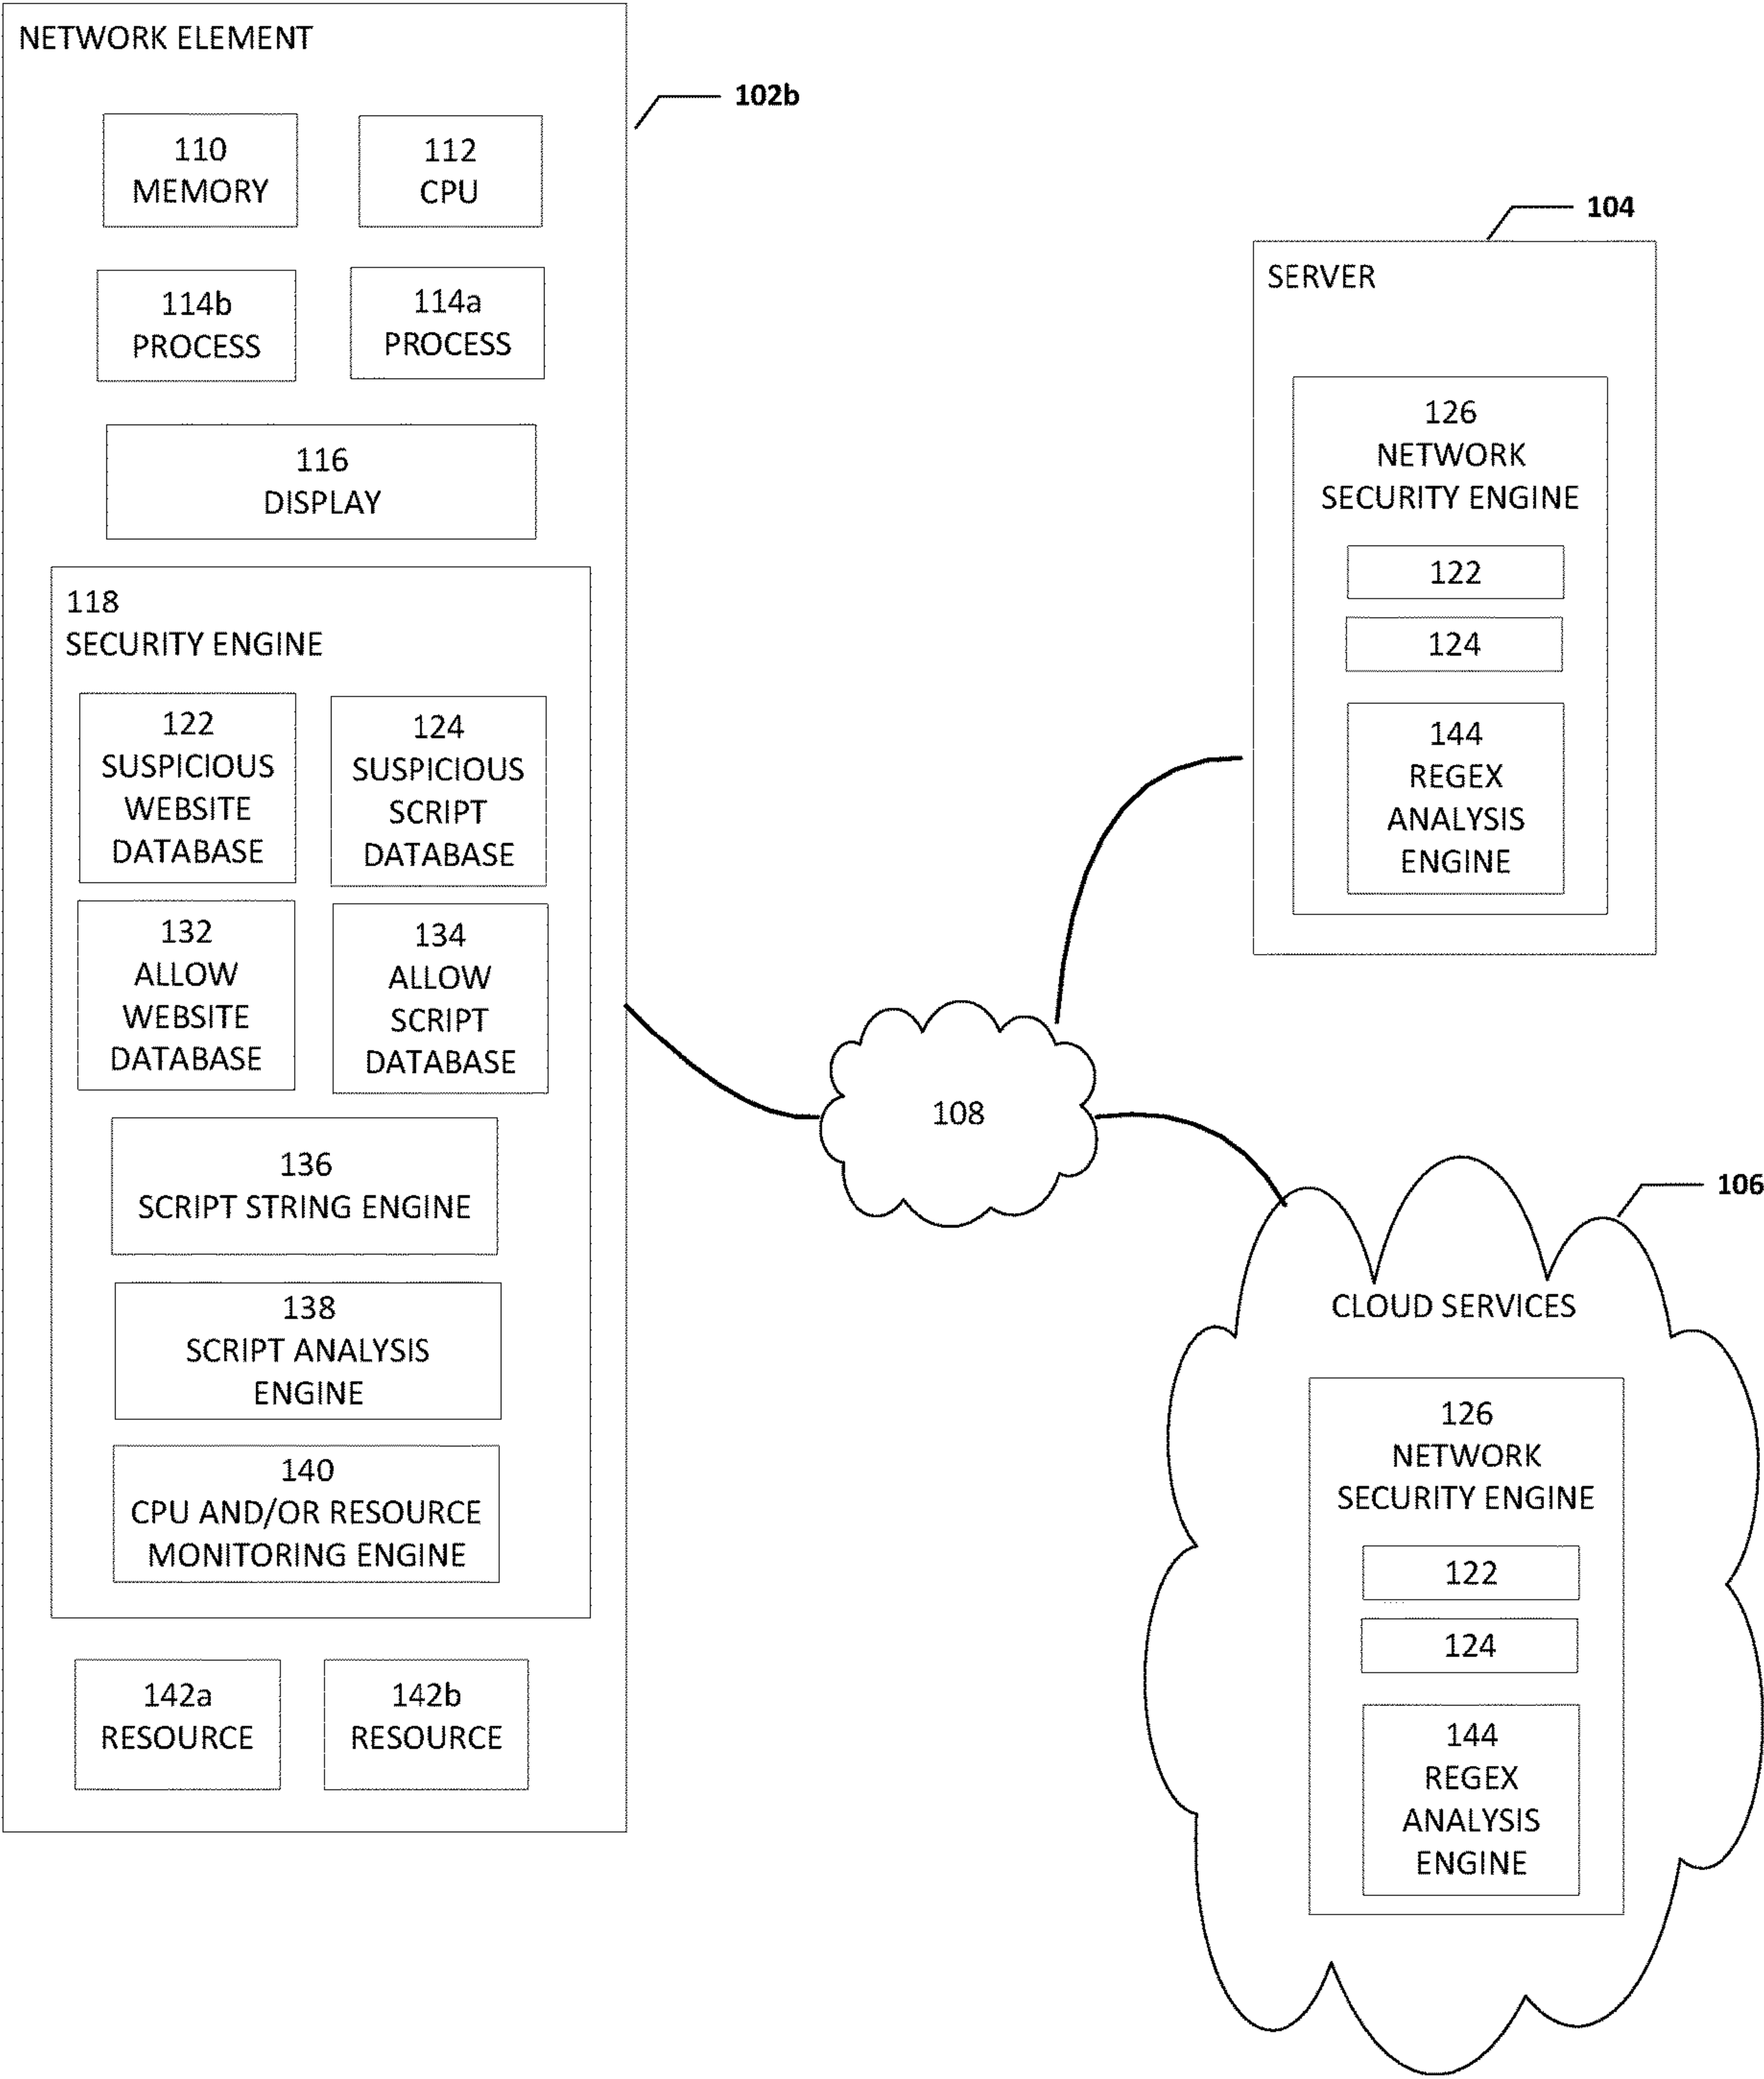 NETWORK ELEMENT
102b
110
MEMORY
112
CPU
114b
PROCESS
114a
PROCESS
116
DISPLAY
118
SECURITY ENGINE
122
SUSPICIOUS
WEBSITE
DATABASE
124
SUSPICIOUS
SCRIPT
DATABASE
132
ALLOW
WEBSITE
DATABASE
134
ALLOW
SCRIPT
DATABASE
136
SCRIPT STRING ENGINE
138
SCRIPT ANALYSIS
ENGINE
140
CPU AND/OR RESOURCE
MONITORING ENGINE
142a
RESOURCE
142b
RESOURCE
108
104
SERVER
126
NETWORK
SECURITY ENGINE
122
124
144
REGEX
ANALYSIS
ENGINE
106
CLOUD SERVICES
126
NETWORK
SECURITY ENGINE
122
124
144
REGEX
ANALYSIS
ENGINE